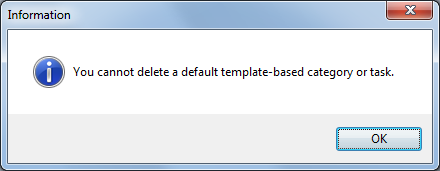 Information
You cannot delete a default template-based category or task.
OK